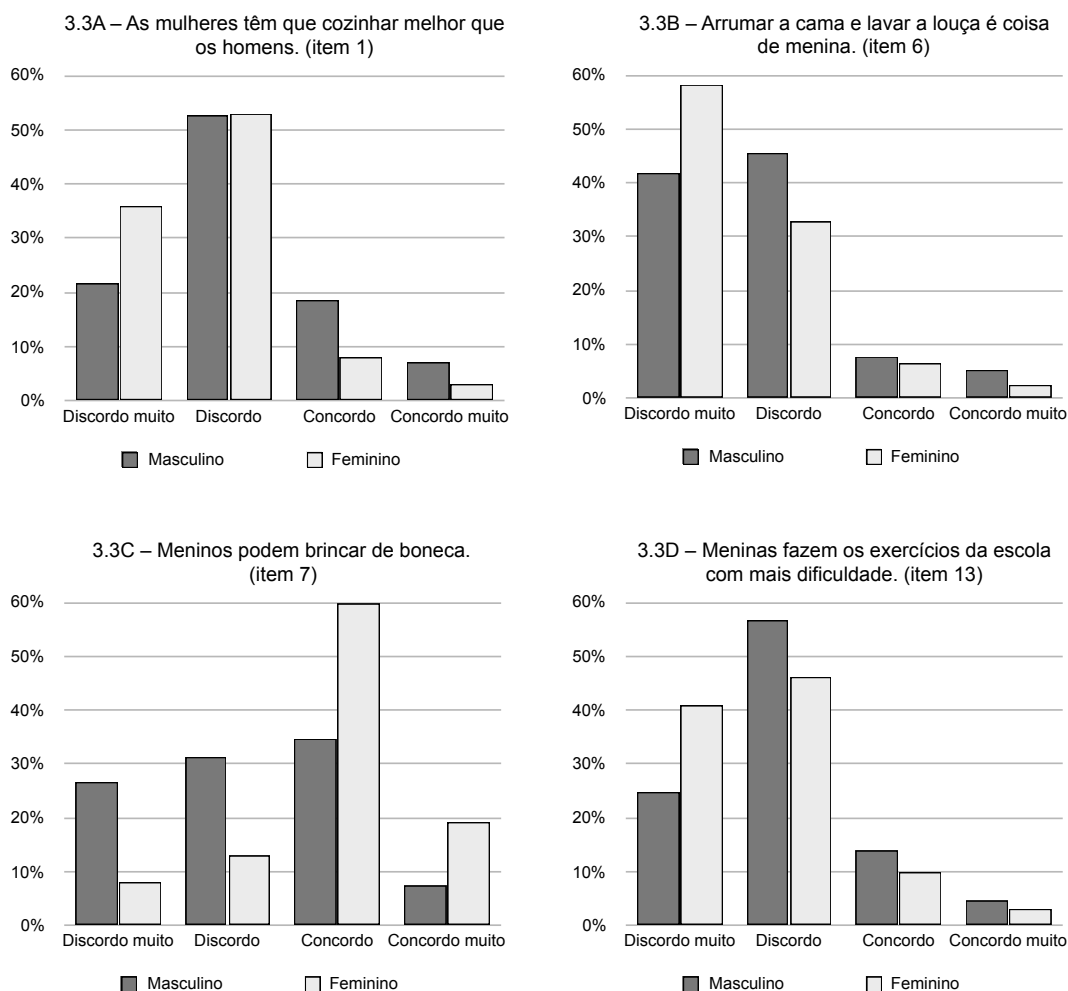 3.3A – As mulheres têm que cozinhar melhor que
os homens. (item 1)
60%
50%
40%
30%
20%
10%
0%
Discordo muito Discordo Concordo Concordo muito
Masculino Feminino
3.3B – Arrumar a cama e lavar a louça é coisa
de menina. (item 6)
60%
50%
40%
30%
20%
10%
0%
Discordo muito Discordo Concordo Concordo muito
Masculino Feminino
3.3C – Meninos podem brincar de boneca.
(item 7)
60%
50%
40%
30%
20%
10%
0%
Discordo muito Discordo Concordo Concordo muito
Masculino Feminino
3.3D – Meninas fazem os exercícios da escola
com mais dificuldade. (item 13)
60%
50%
40%
30%
20%
10%
0%
Discordo muito Discordo Concordo Concordo muito
Masculino Feminino